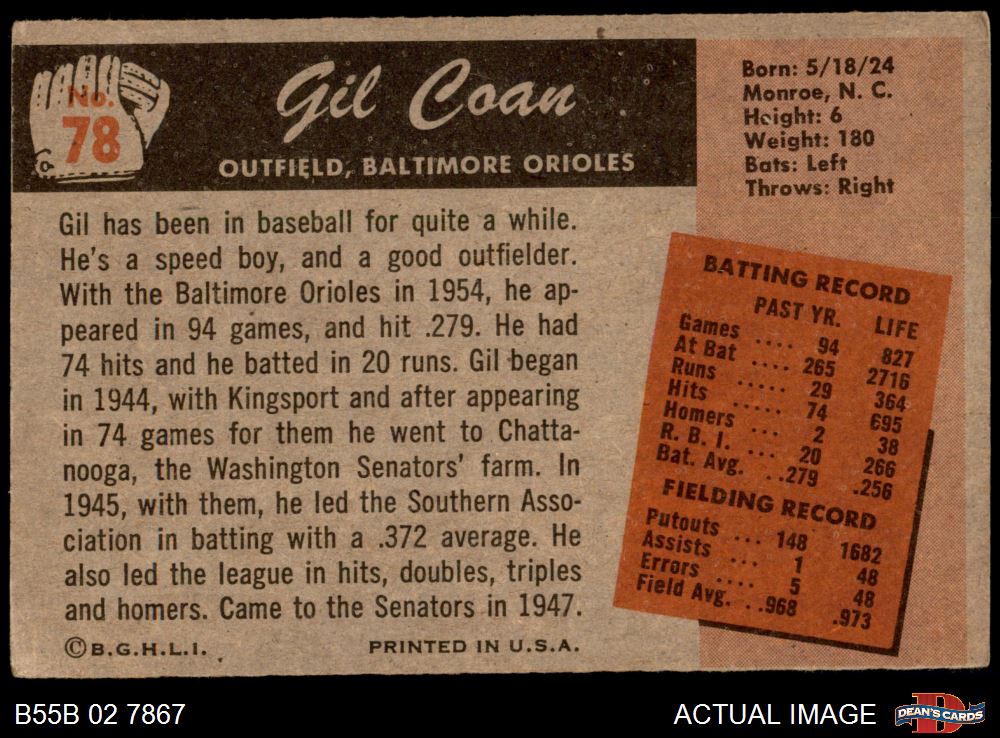 No.
78
Gil Coan
OUTFIELD, BALTIMORE ORIOLES
Born: 5/18/24
Monroe, N. C.
Height: 6
Weight: 180
Bats: Left
Throws: Right
Gil has been in baseball for quite a while.
He's a speed boy, and a good outfielder.
With the Baltimore Orioles in 1954, he ap-
peared in 94 games, and hit .279. He had
74 hits and he batted in 20 runs. Gil began
in 1944, with Kingsport and after appearing
in 74 games for them he went to Chatta-
nooga, the Washington Senators' farm. In
1945, with them, he led the Southern Asso-
ciation in batting with a .372 average. He
also led the league in hits, doubles, triples
and homers. Came to the Senators in 1947.
©B.G.H.L.I. PRINTED IN U.S.A.
BATTING RECORD
PAST YR. LIFE
Games .... 94 827
At Bat .... 265 2716
Runs ..... 29 364
Hits ..... 74 695
Homers ... 2 38
R. B. I. ... 20 266
Bat. Avg. ..279 .256
FIELDING RECORD
Putouts ... 148 1682
Assists ... 1 48
Errors .... 5 48
Field Avg. ..968 .973
B55B 02 7867
ACTUAL IMAGE
D
DEAN'S CARDS